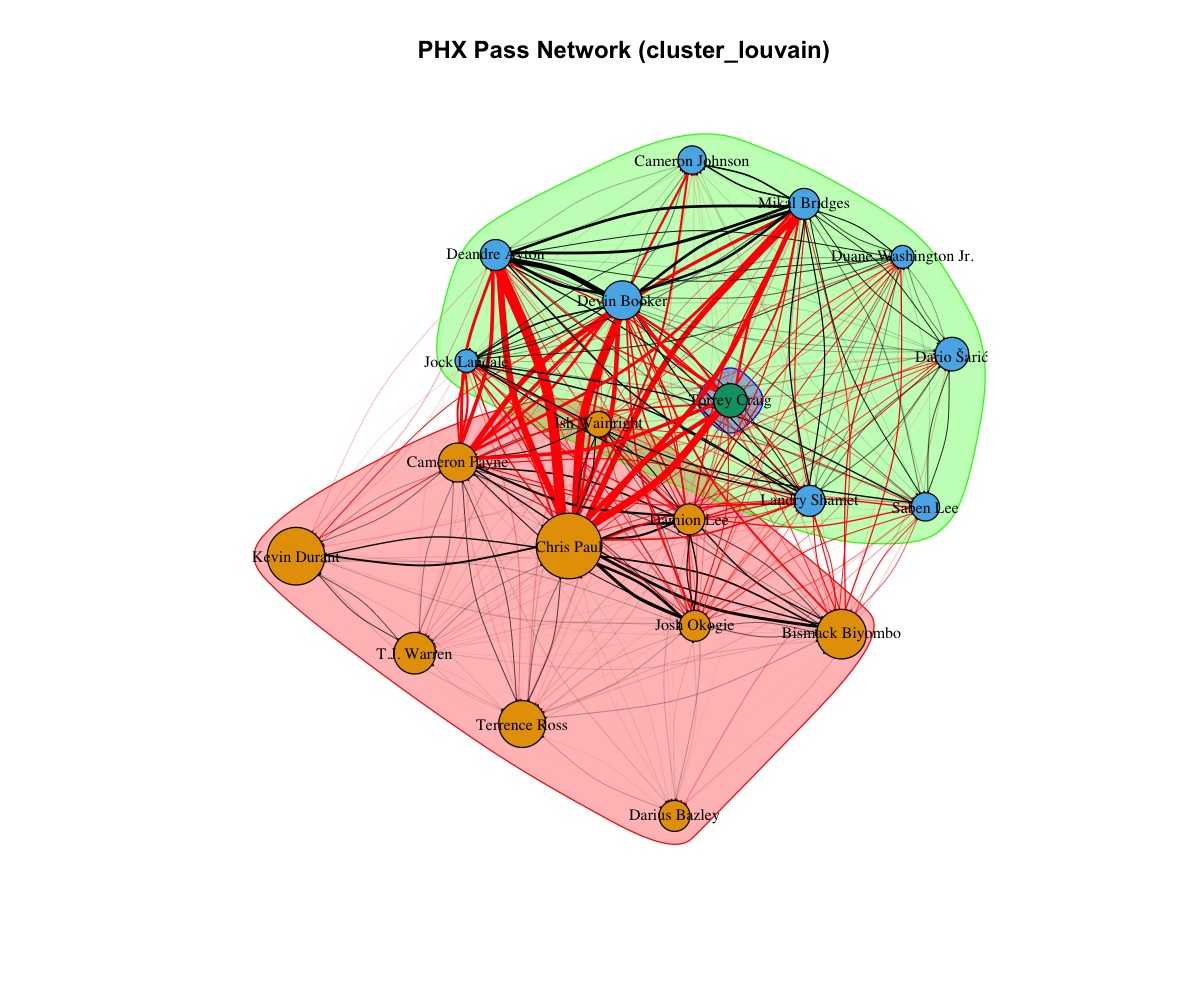 PHX Pass Network (cluster_louvain)
Cameron Johnson
Mikal Bridges
Deandre Ayton
Duane Washington Jr.
Devin Booker
Dario Šarić
Jock Landale
Torrey Craig
Ish Wainright
Cameron Payne
Landry Shamet
Saben Lee
Damion Lee
Chris Paul
Kevin Durant
Josh Okogie
Bismack Biyombo
T.J. Warren
Terrence Ross
Darius Bazley